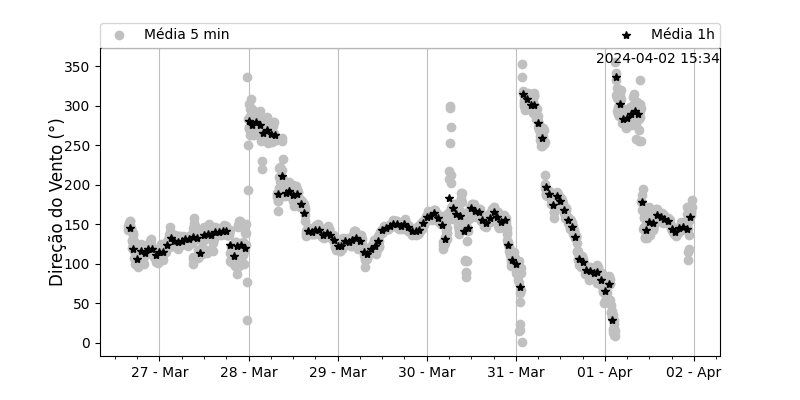 Média 5 min
Média 1h
2024-04-02 15:34
Direção do Vento (°)
350
300
250
200
150
100
50
0
27 - Mar
28 - Mar
29 - Mar
30 - Mar
31 - Mar
01 - Apr
02 - Apr